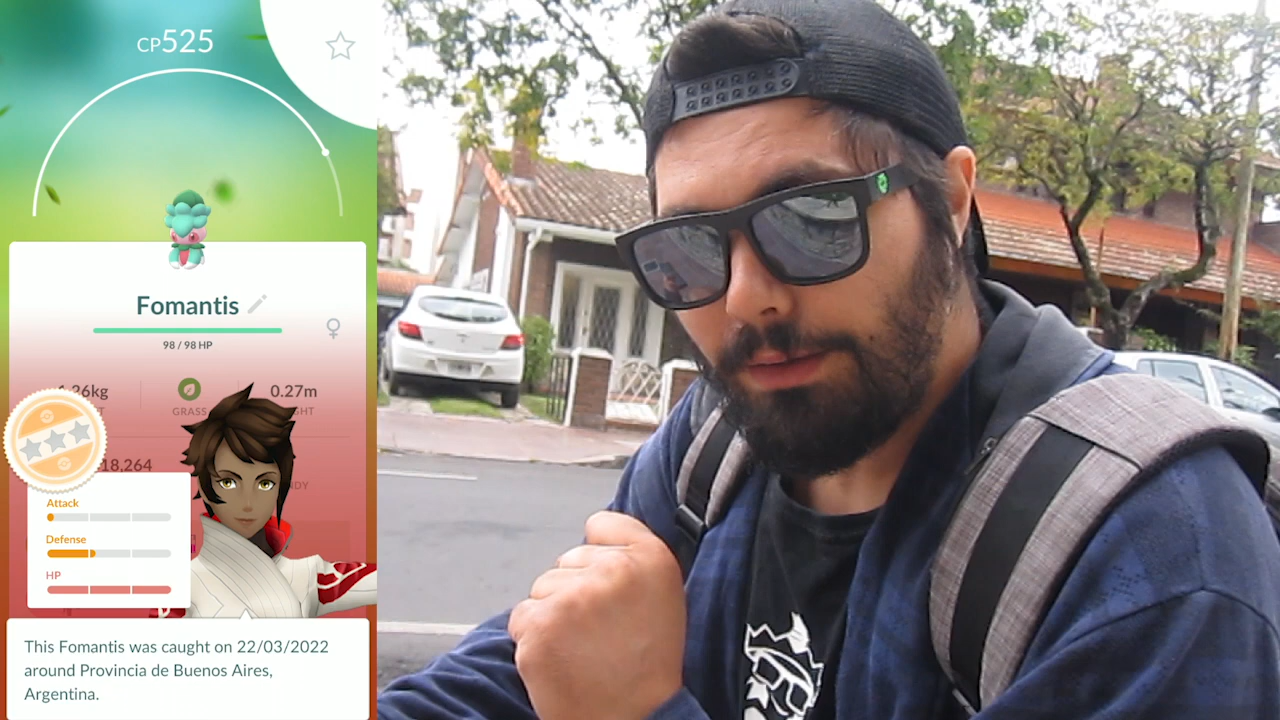 CP525
Fomantis
98 / 98 HP
26kg
GRASS
0.27m
18,264
Attack
Defense
HP
This Fomantis was caught on 22/03/2022
around Provincia de Buenos Aires,
Argentina.